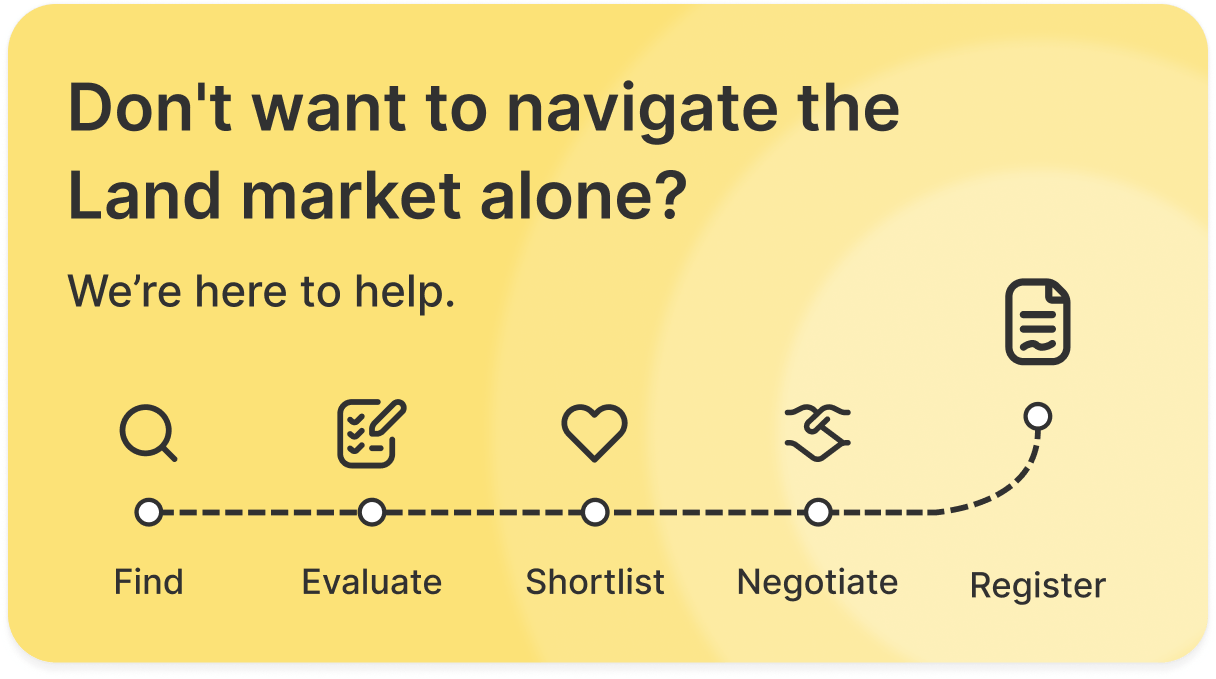 Don't want to navigate the
Land market alone?
We’re here to help.
Find
Evaluate
Shortlist
Negotiate
Register